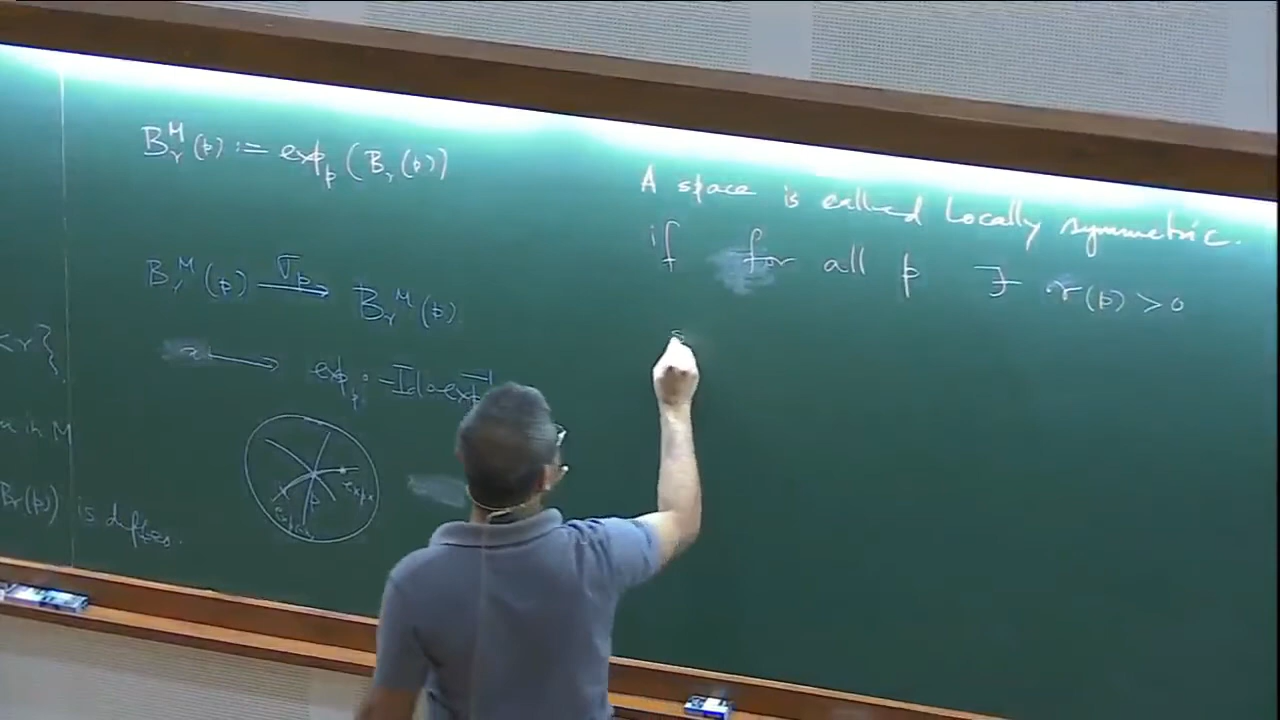 B_r^M(p) := exp_p (B_r(p))
B_r^M(p) → σ_p B_r^M(p)
x → exp_p ∘ -Id ∘ exp_p^{-1}
<r}.
in M
B_r(p) is diffeo.
p
A space is called Locally symmetric.
if for all p ∃ r(p) > 0
s